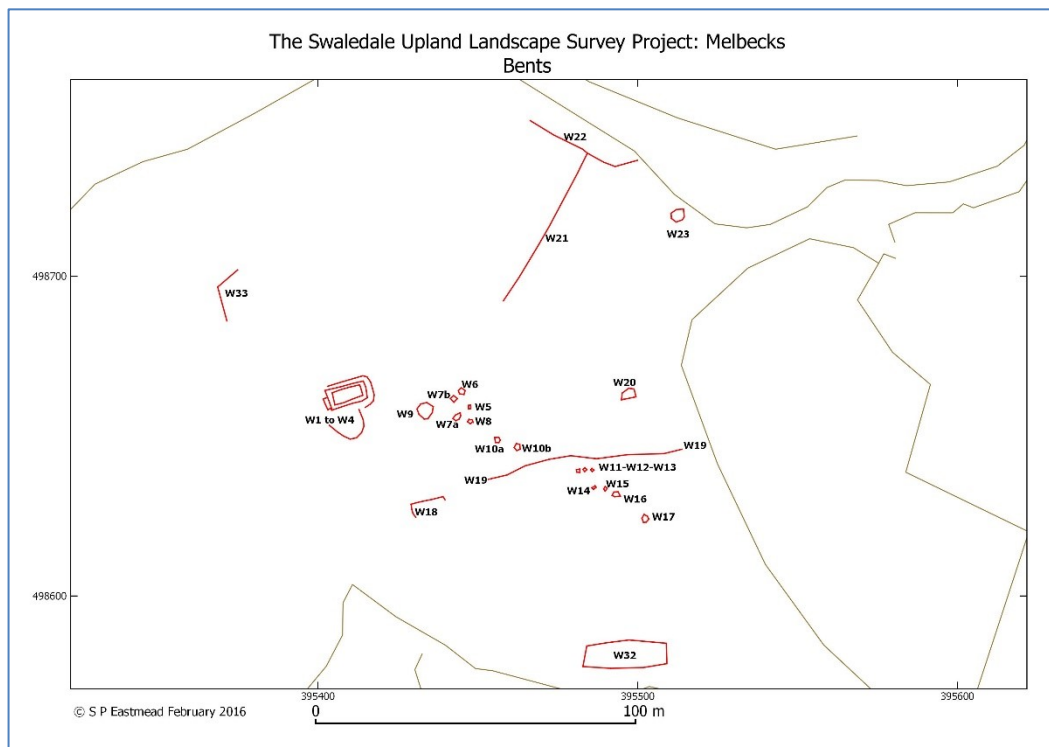 The Swaledale Upland Landscape Survey Project: Melbecks
Bents
W22
W21
W23
498700
W33
W6
W20
W7b
W5
W9
W1 to W4
W7a
W8
W10a
W10b
W19
W11-W12-W13
W19
W15
W14
W16
W18
W17
498600
W32
395400
395500
395600
© S P Eastmead February 2016
0
100 m